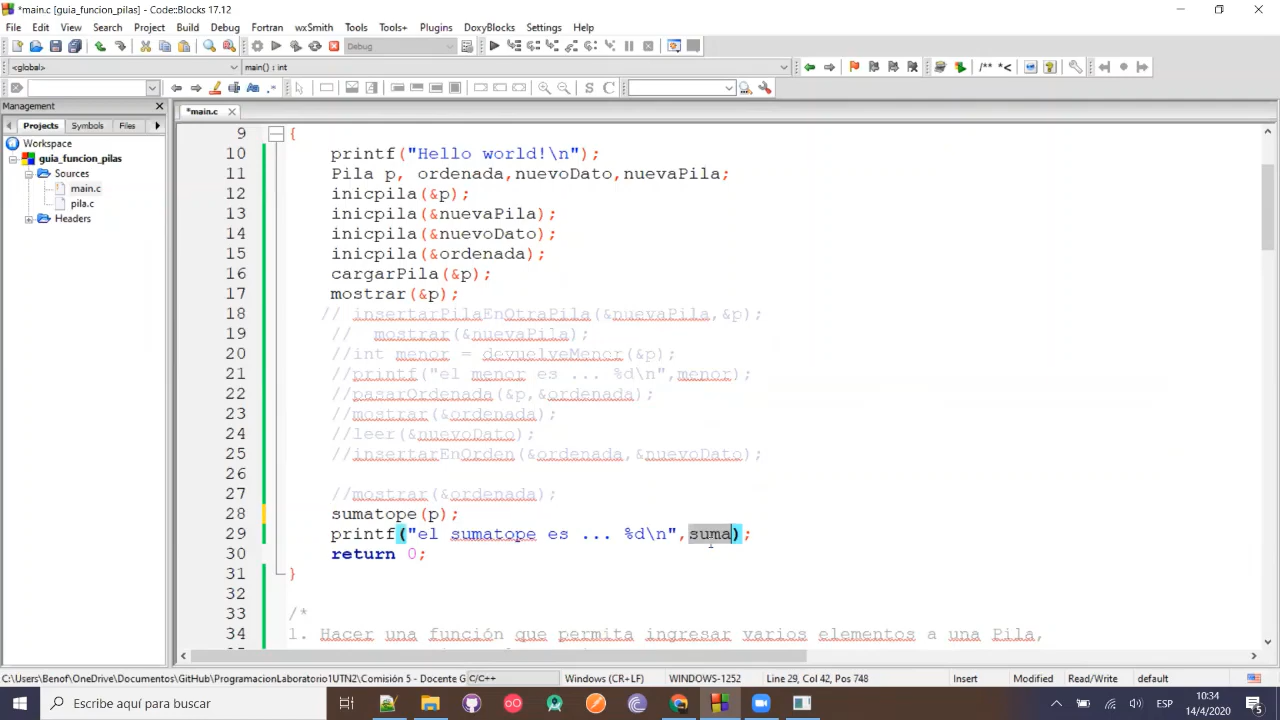 *main.c [guia_funcion_pilas] - Code::Blocks 17.12
File Edit View Search Project Build Debug Fortran wxSmith Tools Tools+ Plugins DoxyBlocks Settings Help
Debug
<global> main() : int
/** *<
S C
Management
*main.c
Projects Symbols Files
Workspace
guia_funcion_pilas
Sources
main.c
pila.c
Headers
9 {
10 printf("Hello world!\n");
11 Pila p, ordenada,nuevoDato,nuevaPila;
12 inicpila(&p);
13 inicpila(&nuevaPila);
14 inicpila(&nuevoDato);
15 inicpila(&ordenada);
16 cargarPila(&p);
17 mostrar(&p);
18 // insertarPilaEnOtraPila(&nuevaPila,&p);
19 //  mostrar(&nuevaPila);
20 //int menor = devuelveMenor(&p);
21 //printf("el menor es ... %d\n",menor);
22 //pasarOrdenada(&p,&ordenada);
23 //mostrar(&ordenada);
24 //leer(&nuevoDato);
25 //insertarEnOrden(&ordenada,&nuevoDato);
26
27 //mostrar(&ordenada);
28 sumatope(p);
29 printf("el sumatope es ... %d\n",suma);
30 return 0;
31 }
32
33 /*
34 1. Hacer una función que permita ingresar varios elementos a una Pila,
C:\Users\Benof\OneDrive\Documentos\GitHub\ProgramacionLaboratorio1UTN2\Comisión 5 - Docente G C/C++ Windows (CR+LF) WINDOWS-1252 Line 29, Col 42, Pos 748 Insert Modified Read/Write default
Escribe aquí para buscar
10:34
14/4/2020
5